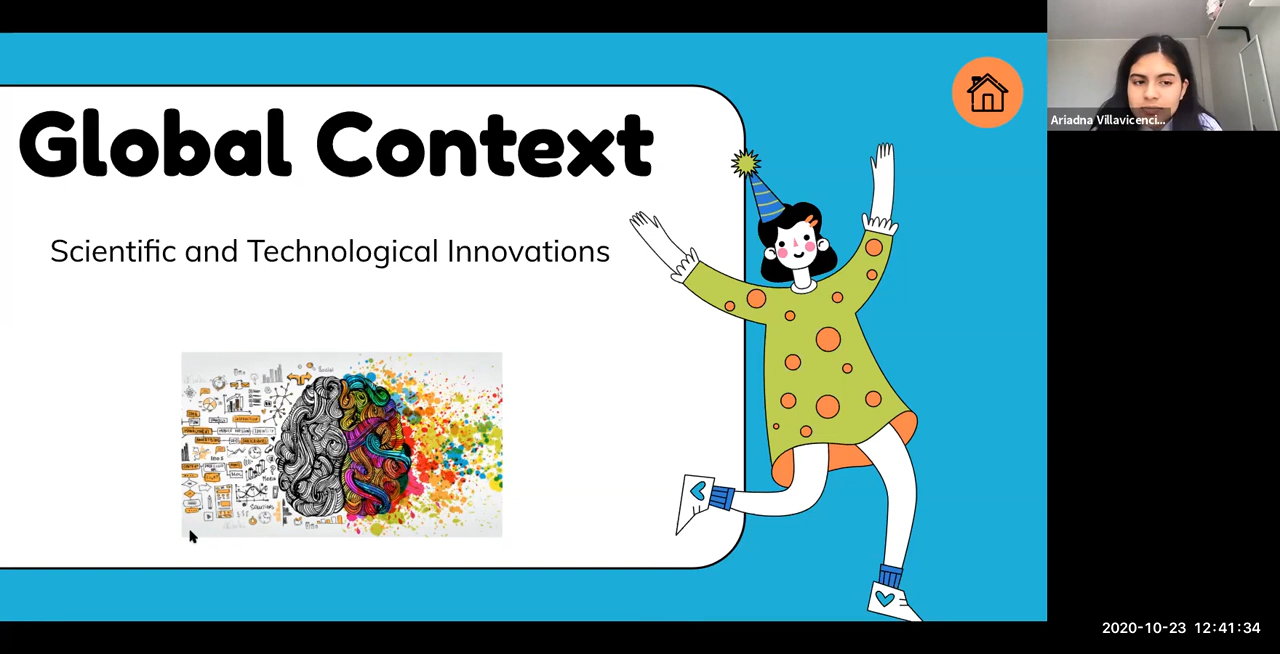 Global Context
Scientific and Technological Innovations
Ariadna Villavicenci...
2020-10-23 12:41:34